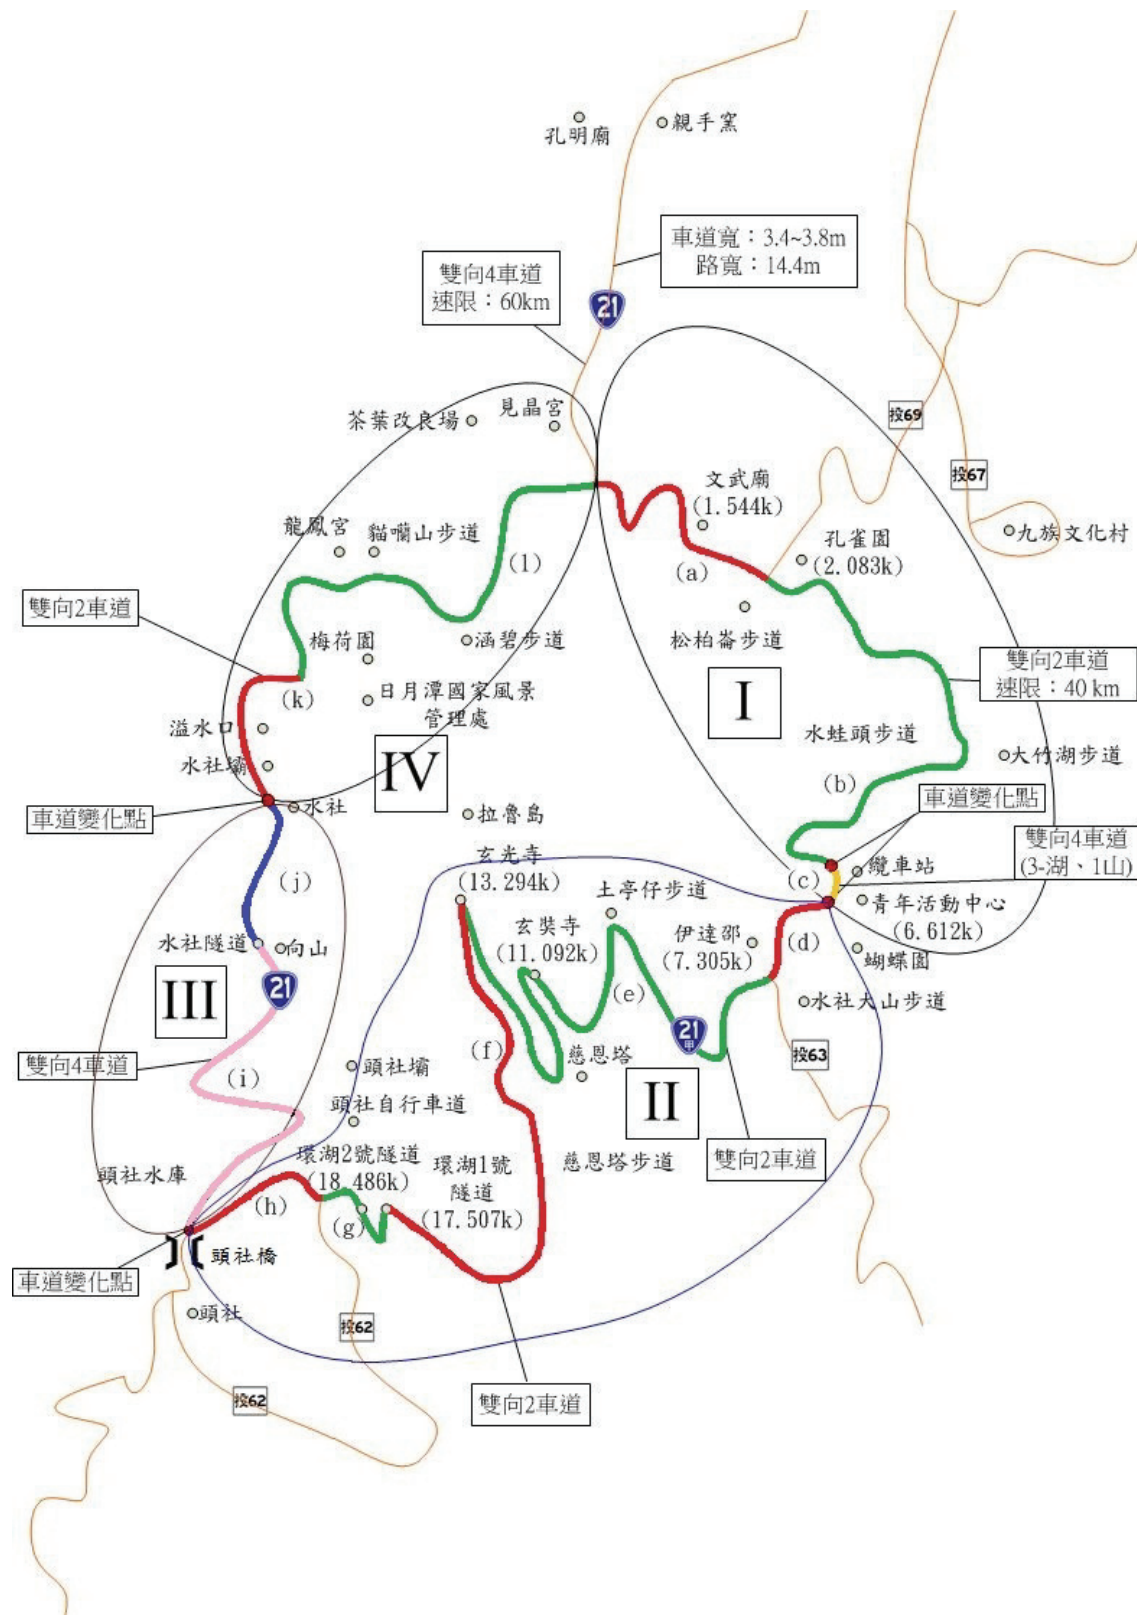 孔明廟
親手窯
車道寬：3.4~3.8m
路寬：14.4m
雙向4車道
速限：60km
21
茶葉改良場
見晶宮
投69
投67
文武廟
(1.544k)
孔雀園
(2.083k)
九族文化村
龍鳳宮
貓囒山步道
(l)
(a)
雙向2車道
梅荷園
涵碧步道
松柏崙步道
雙向2車道
速限：40 km
(k)
日月潭國家風景
管理處
I
溢水口
水社壩
IV
水蛙頭步道
大竹湖步道
(b)
車道變化點
水社
拉魯島
車道變化點
雙向4車道
(3-湖、1山)
玄光寺
(13.294k)
(j)
土亭仔步道
(c)
纜車站
青年活動中心
(6.612k)
水社隧道
向山
玄奘寺
(11.092k)
伊達邵
(7.305k)
(d)
蝴蝶園
21
III
(e)
水社大山步道
21
甲
(f)
慈恩塔
投63
雙向4車道
(i)
頭社壩
II
頭社自行車道
雙向2車道
頭社水庫
環湖2號隧道
(18.486k)
環湖1號
隧道
(17.507k)
慈恩塔步道
(h)
(g)
頭社橋
車道變化點
頭社
投62
投62
雙向2車道